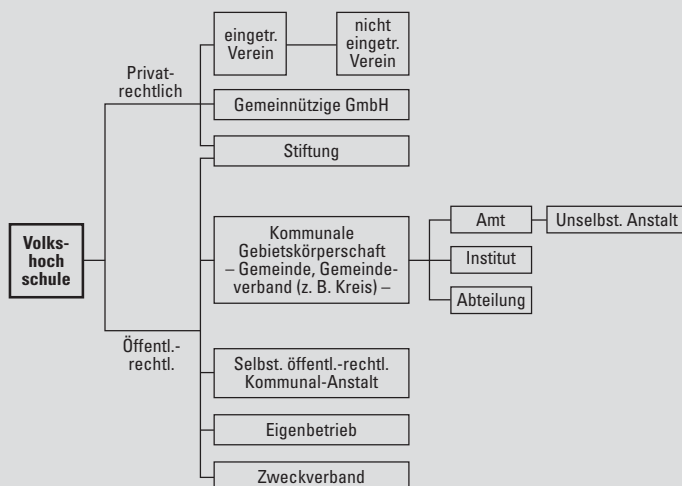 eingetr.
Verein
nicht
eingetr.
Verein
Privat-
rechtlich
Gemeinnützige GmbH
Stiftung
Volks-
hoch
schule
Kommunale
Gebietskörperschaft
– Gemeinde, Gemeinde-
verband (z. B. Kreis) –
Amt
Unselbst. Anstalt
Institut
Abteilung
Öffentl.-
rechtl.
Selbst. öffentl.-rechtl.
Kommunal-Anstalt
Eigenbetrieb
Zweckverband